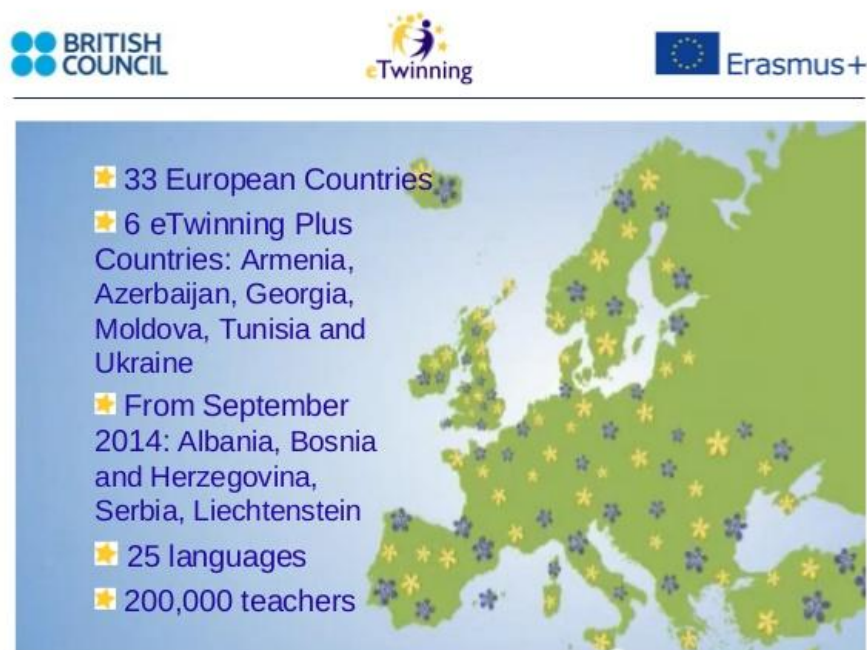 BRITISH
COUNCIL
eTwinning
Erasmus+
33 European Countries
6 eTwinning Plus
Countries: Armenia,
Azerbaijan, Georgia,
Moldova, Tunisia and
Ukraine
From September
2014: Albania, Bosnia
and Herzegovina,
Serbia, Liechtenstein
25 languages
200,000 teachers